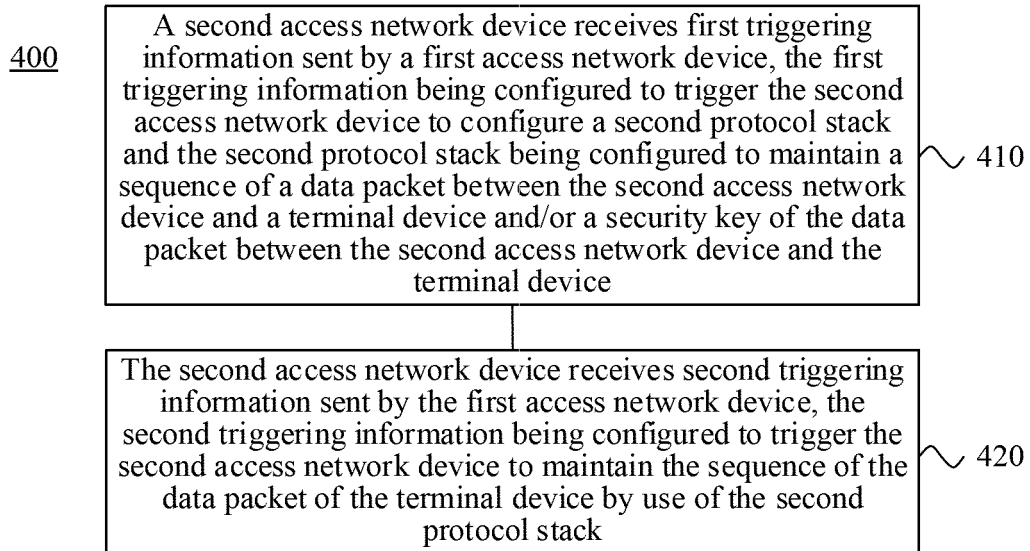 400
A second access network device receives first triggering
information sent by a first access network device, the first
triggering information being configured to trigger the second
access network device to configure a second protocol stack
and the second protocol stack being configured to maintain a
sequence of a data packet between the second access network
device and a terminal device and/or a security key of the data
packet between the second access network device and the
terminal device
410
The second access network device receives second triggering
information sent by the first access network device, the
second triggering information being configured to trigger the
second access network device to maintain the sequence of the
data packet of the terminal device by use of the second
protocol stack
420